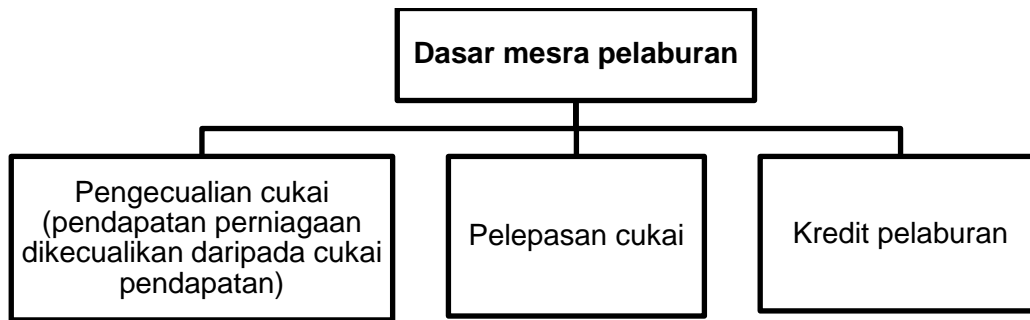 Dasar mesra pelaburan
Pengecualian cukai
(pendapatan perniagaan
dikecualikan daripada cukai
pendapatan)
Pelepasan cukai
Kredit pelaburan